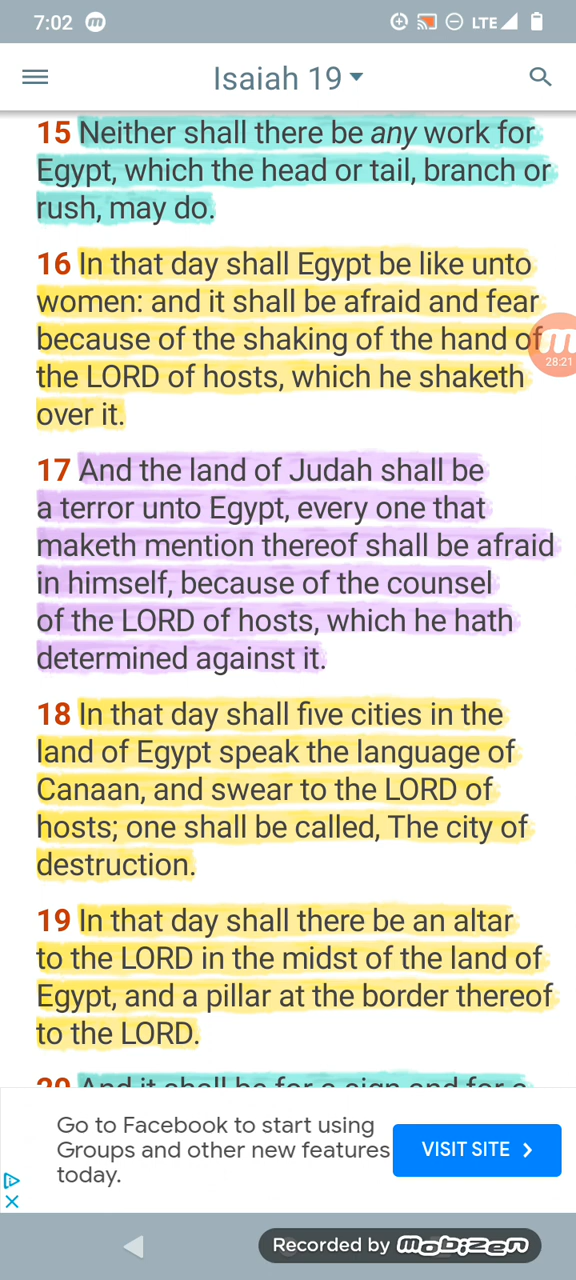 7:02
LTE
Isaiah 19
15 Neither shall there be any work for
Egypt, which the head or tail, branch or
rush, may do.
16 In that day shall Egypt be like unto
women: and it shall be afraid and fear
because of the shaking of the hand of
the LORD of hosts, which he shaketh
over it.
28:21
17 And the land of Judah shall be
a terror unto Egypt, every one that
maketh mention thereof shall be afraid
in himself, because of the counsel
of the LORD of hosts, which he hath
determined against it.
18 In that day shall five cities in the
land of Egypt speak the language of
Canaan, and swear to the LORD of
hosts; one shall be called, The city of
destruction.
19 In that day shall there be an altar
to the LORD in the midst of the land of
Egypt, and a pillar at the border thereof
to the LORD.
20 And it shall be for a sign and for a
Go to Facebook to start using
Groups and other new features
today.
VISIT SITE
Recorded by mobizen